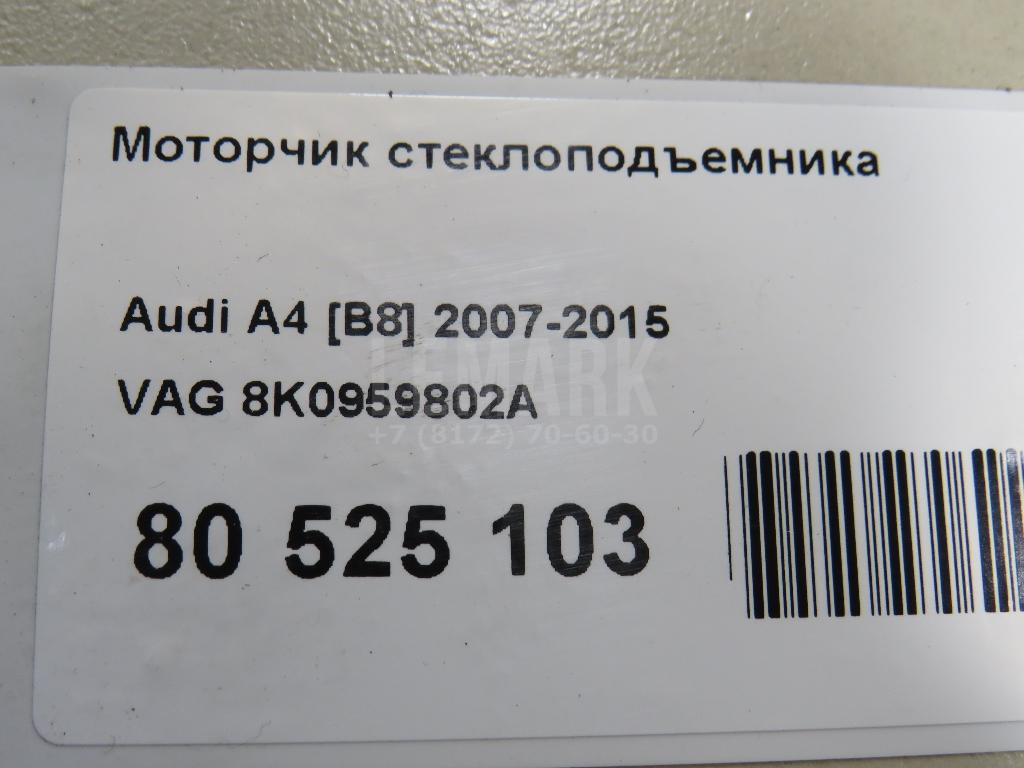 Моторчик стеклоподъемника
Audi A4 [B8] 2007-2015
LEMARK
VAG 8K0959802A
+7 (8172) 70-60-30
80 525 103